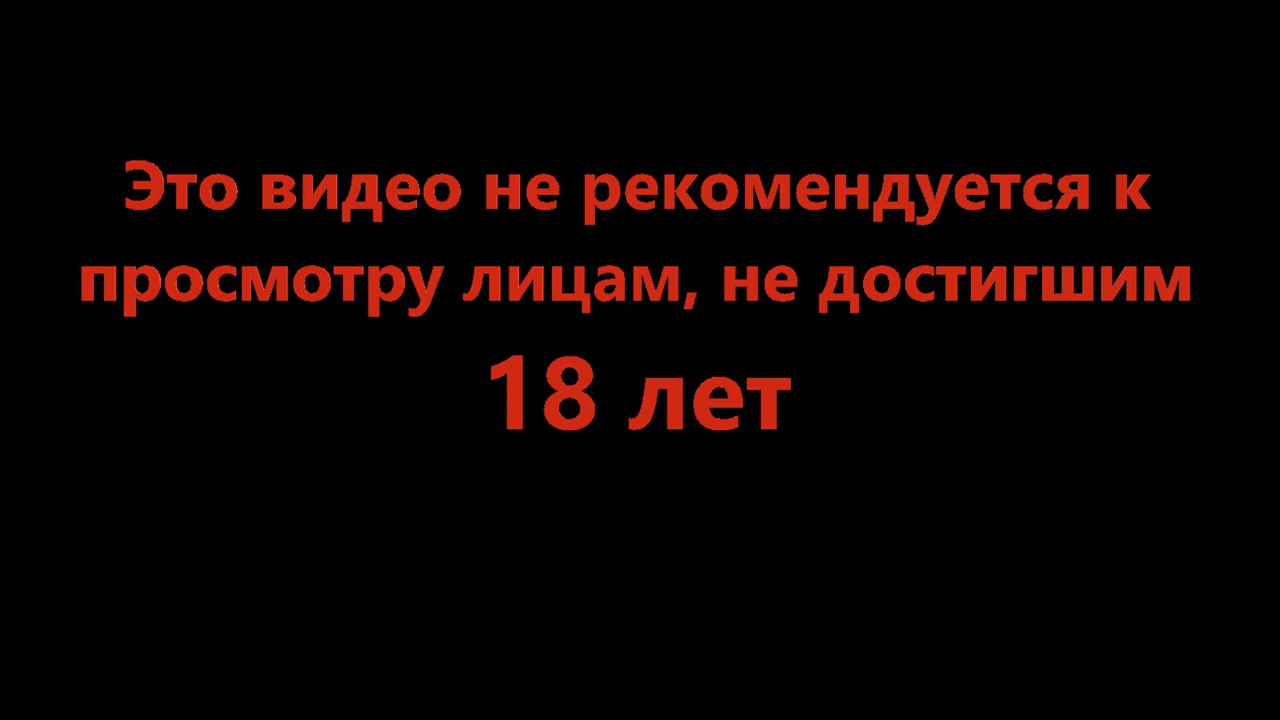 Это видео не рекомендуется к
просмотру лицам, не достигшим
18 лет